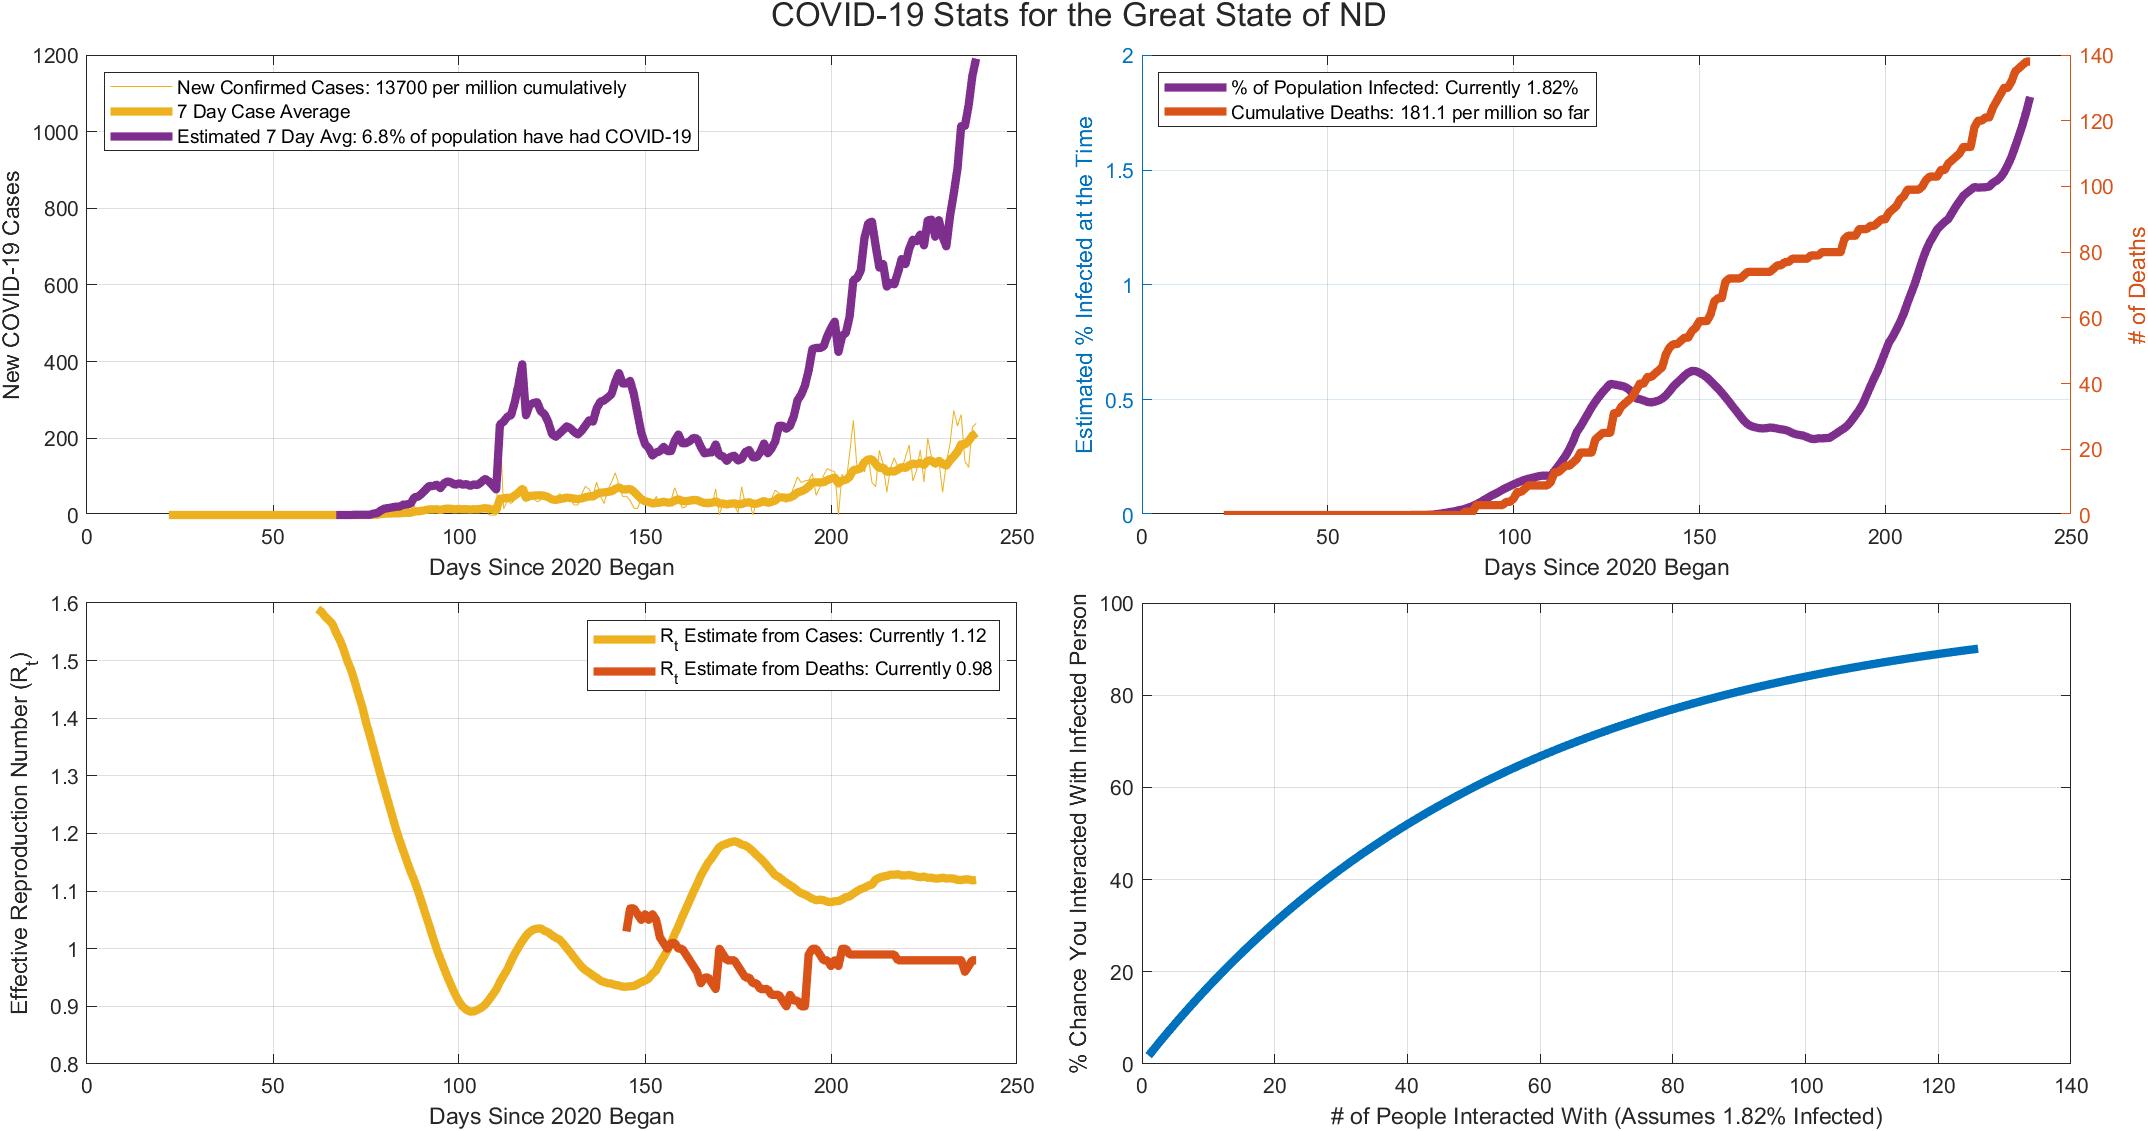 COVID-19 Stats for the Great State of ND
New COVID-19 Cases
1200
1000
800
600
400
200
0
New Confirmed Cases: 13700 per million cumulatively
7 Day Case Average
Estimated 7 Day Avg: 6.8% of population have had COVID-19
0 50 100 150 200 250
Days Since 2020 Began
Estimated % Infected at the Time
2
1.5
1
0.5
0
% of Population Infected: Currently 1.82%
Cumulative Deaths: 181.1 per million so far
140
120
100
80
60
40
20
0
# of Deaths
0 50 100 150 200 250
Days Since 2020 Began
Effective Reproduction Number (Rt)
1.6
1.5
1.4
1.3
1.2
1.1
1
0.9
0.8
Rt Estimate from Cases: Currently 1.12
Rt Estimate from Deaths: Currently 0.98
0 50 100 150 200 250
Days Since 2020 Began
% Chance You Interacted With Infected Person
100
80
60
40
20
0
0 20 40 60 80 100 120 140
# of People Interacted With (Assumes 1.82% Infected)